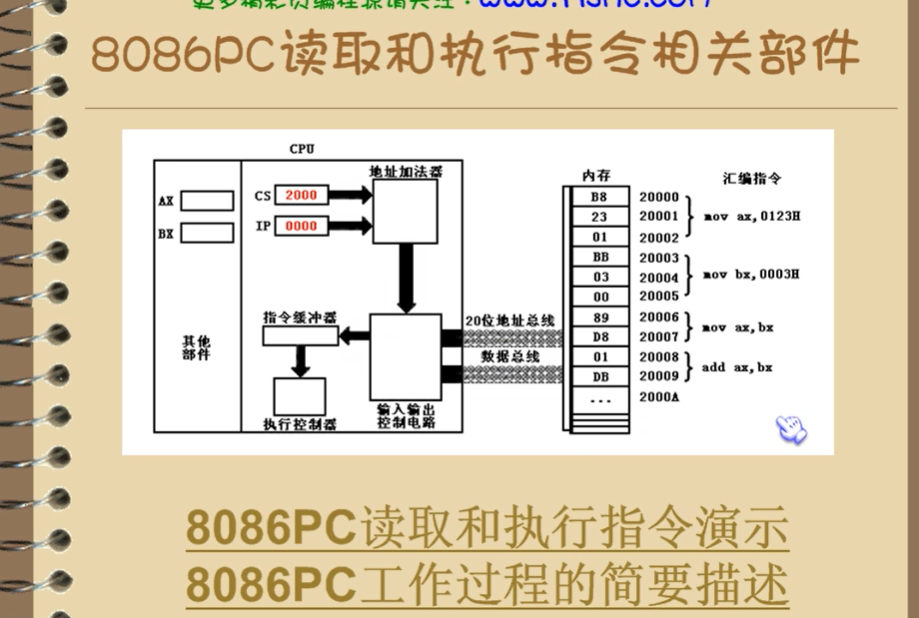 8086PC读取和执行指令相关部件
CPU
AX
BX
其他
部件
CS 2000
IP 0000
地址加法器
指令缓冲器
执行控制器
输入输出
控制电路
20位地址总线
数据总线
内存
汇编指令
B8 20000
23 20001 mov ax,0123H
01 20002
BB 20003
03 20004 mov bx,0003H
00 20005
89 20006
D8 20007 mov ax,bx
01 20008
DB 20009 add ax,bx
... 2000A
8086PC读取和执行指令演示
8086PC工作过程的简要描述